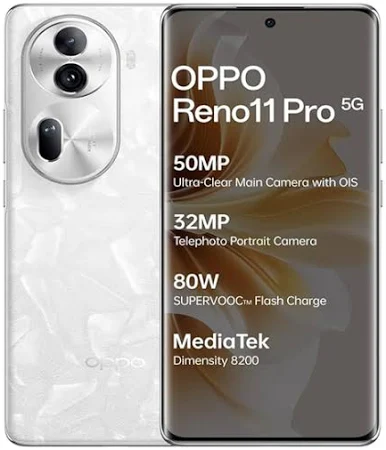 OPPO
Reno11 Pro 5G
50MP
Ultra-Clear Main Camera with OIS
32MP
Telephoto Portrait Camera
80W
SUPERVOOC™ Flash Charge
MediaTek
Dimensity 8200
OPPO